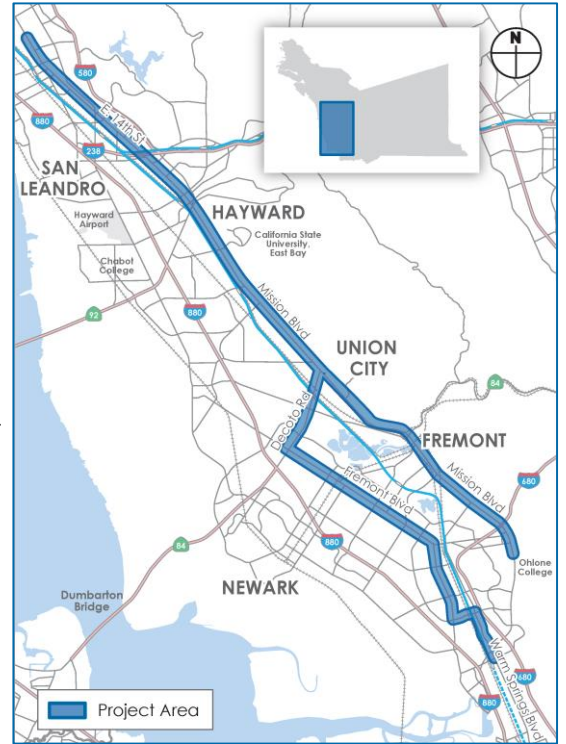 N
580
E. 14th St
880
238
SAN
LEANDRO
HAYWARD
Hayward
Airport
California State
University,
East Bay
Chabot
College
880
92
Mission Blvd
UNION
CITY
84
Decoto Rd
FREMONT
Fremont Blvd
Mission Blvd
680
880
Ohlone
College
84
NEWARK
Dumbarton
Bridge
Warm Springs Blvd
680
880
Project Area